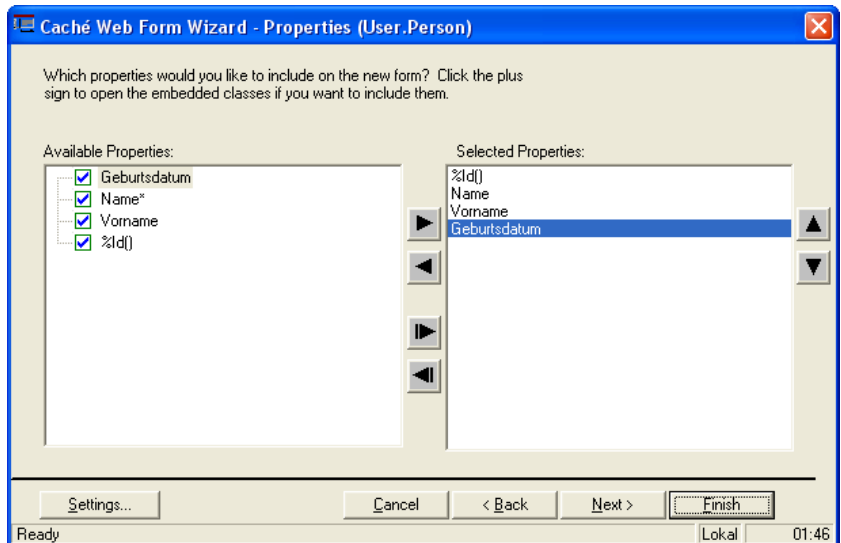 Caché Web Form Wizard - Properties (User.Person)
Which properties would you like to include on the new form? Click the plus
sign to open the embedded classes if you want to include them.
Available Properties:
Geburtsdatum
Name*
Vorname
%Id()
Selected Properties:
%Id()
Name
Vorname
Geburtsdatum
Settings...
Cancel
< Back
Next >
Finish
Ready
Lokal
01:46